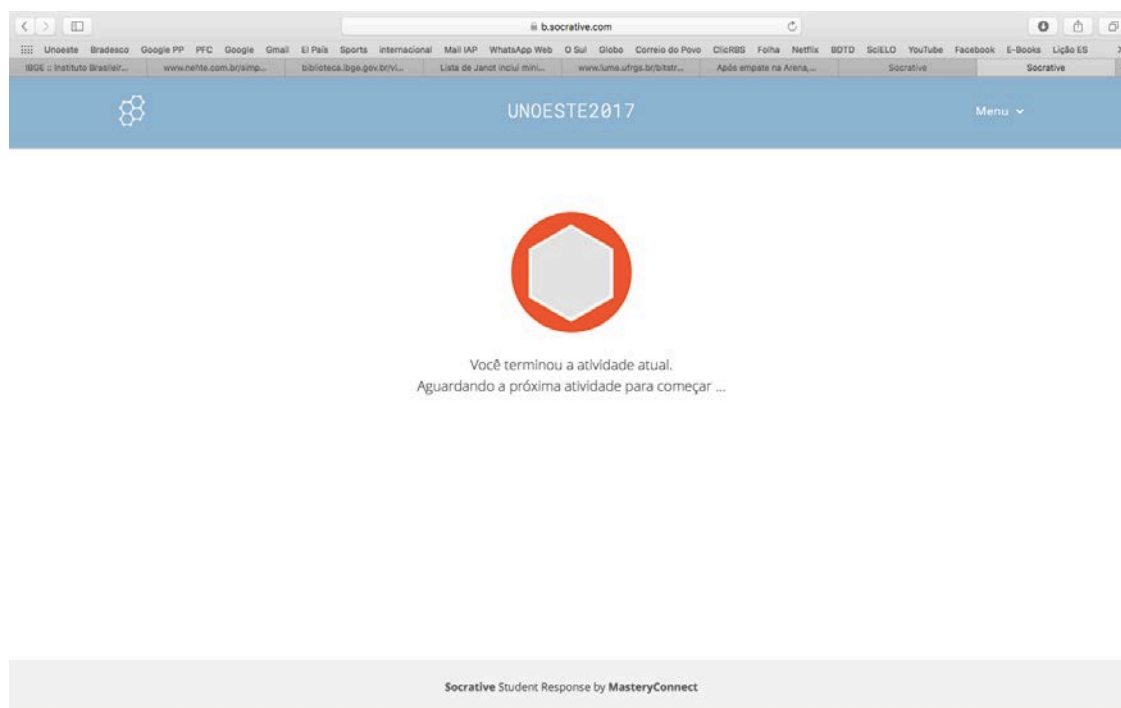 b.socrative.com
Unoeste Bradesco Google PP PFC Google Gmail El País Sports internacional Mail IAP WhatsApp Web O Sul Globo Correio do Povo ClicRBS Folha Netflix BDTD SciELO YouTube Facebook E-Books Lição ES
IBGE :: Instituto Brasileir... www.nehte.com.br/simp... biblioteca.ibge.gov.br/vi... Lista de Janot inclui mini... www.lume.ufrgs.br/bitstr... Após empate na Arena,... Socrative Socrative
UNOESTE2017 Menu
Você terminou a atividade atual.
Aguardando a próxima atividade para começar ...
Socrative Student Response by MasteryConnect